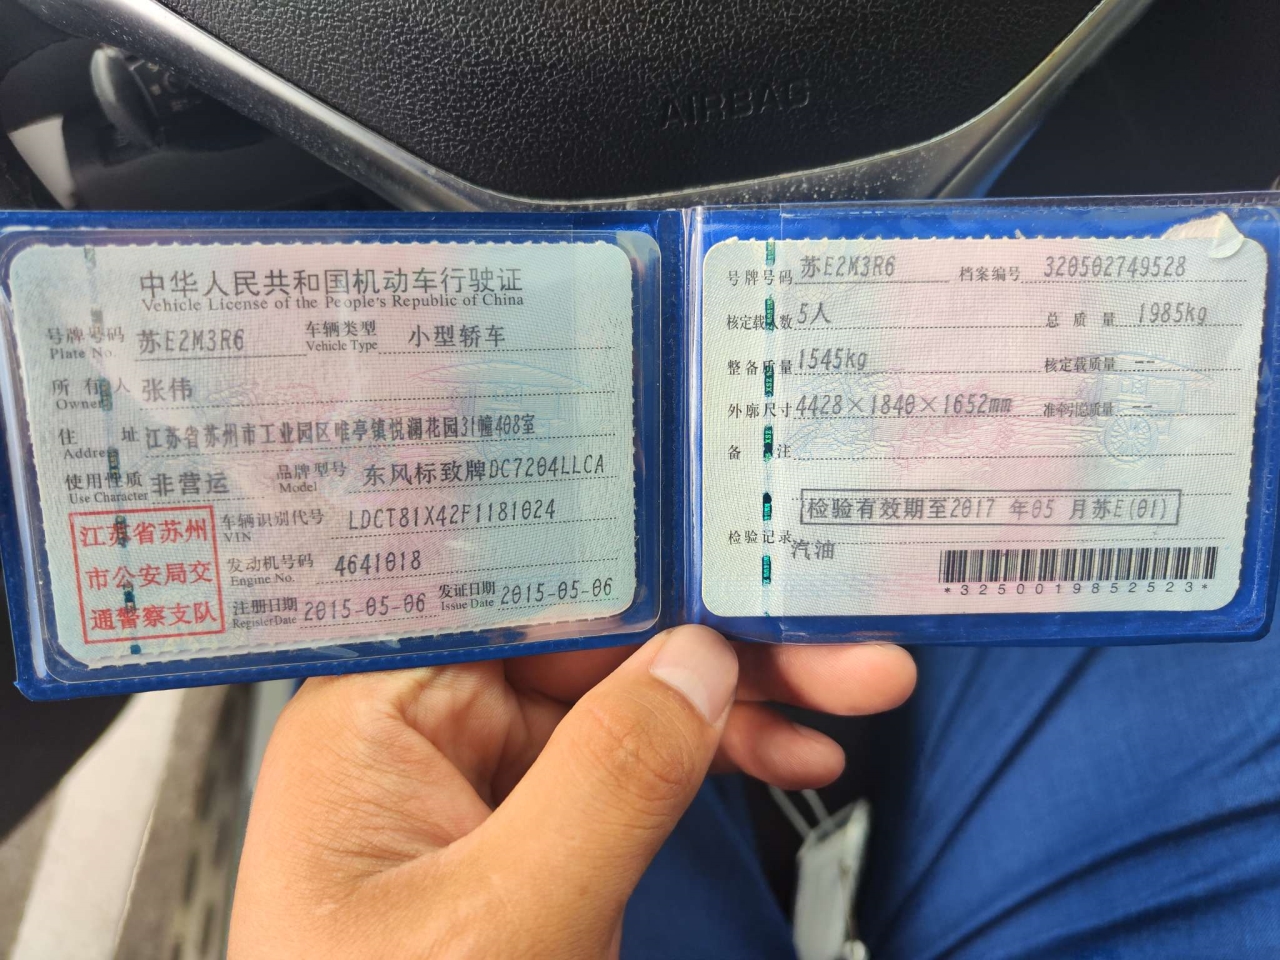 AIRBAG
中华人民共和国机动车行驶证
Vehicle License of the People's Republic of China
号牌号码 苏E2M3R6 车辆类型 小型轿车
Plate No. Vehicle Type
所有人 张伟
Owner
住址 江苏省苏州市工业园区唯亭镇悦澜花园31幢408室
Address
使用性质 非营运 品牌型号 东风标致牌DC7204LLCA
Use Character Model
江苏省苏州
市公安局交
通警察支队
车辆识别代号 LDCT81X42F1181024
VIN
发动机号码 4641018
Engine No.
注册日期 2015-05-06 发证日期 2015-05-06
Register Date Issue Date
号牌号码 苏E2M3R6 档案编号 320502749528
核定载人数 5人 总质量 1985kg
整备质量 1545kg 核定载质量 --
外廓尺寸 4428×1840×1652mm 准牵引总质量 --
备注
检验有效期至2017 年05 月苏E(01)
检验记录
汽油
*3250019852523*